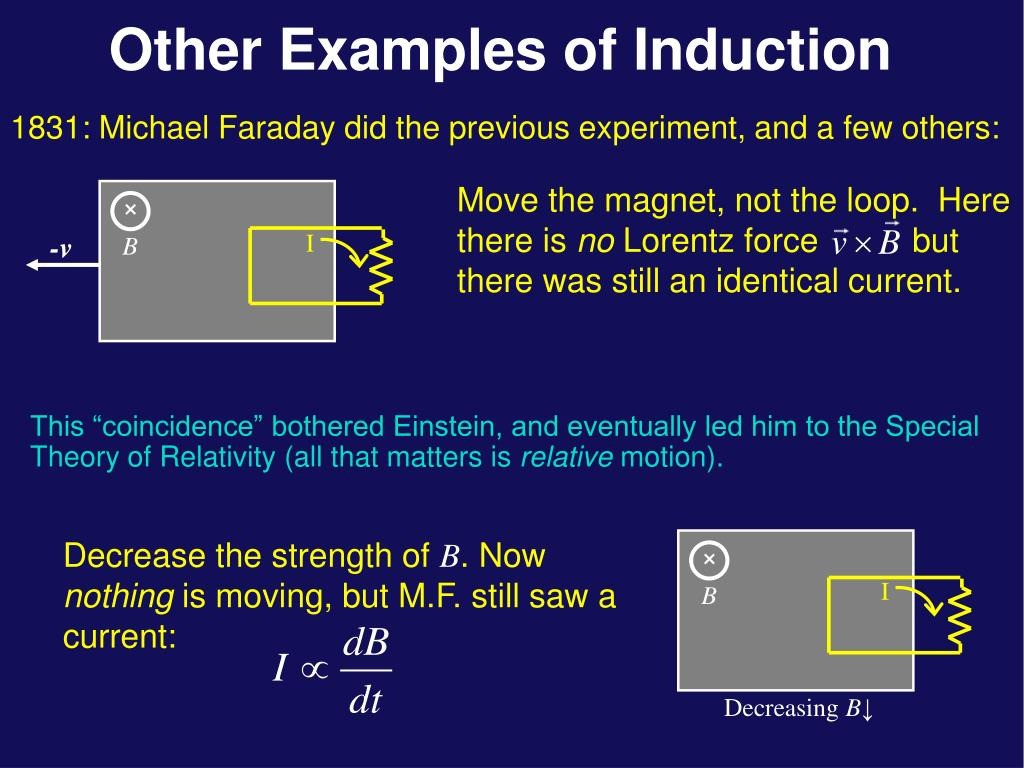 Other Examples of Induction
1831: Michael Faraday did the previous experiment, and a few others:
× 
B
-v
I
Move the magnet, not the loop.  Here
there is no Lorentz force v⃗ × B⃗ but
there was still an identical current.
This “coincidence” bothered Einstein, and eventually led him to the Special
Theory of Relativity (all that matters is relative motion).
Decrease the strength of B. Now
nothing is moving, but M.F. still saw a
current:
I ∝ dB/dt
×
B
I
Decreasing B↓